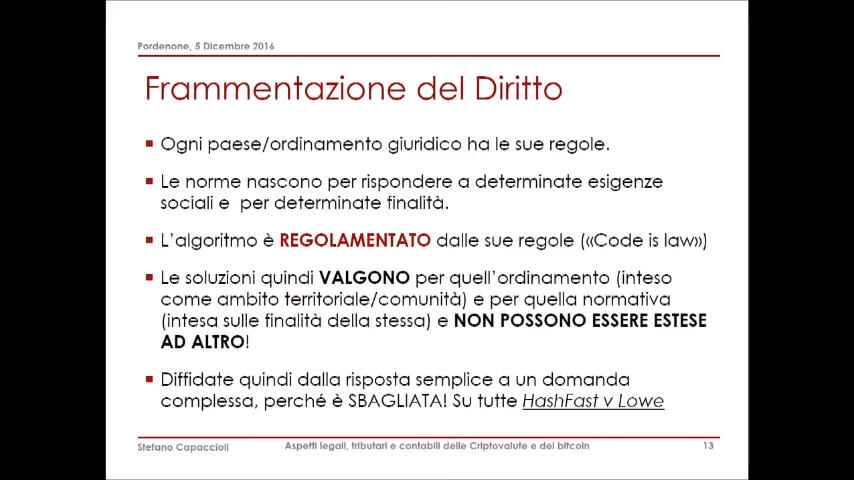 Pordenone, 5 Dicembre 2016
Frammentazione del Diritto
Ogni paese/ordinamento giuridico ha le sue regole.
Le norme nascono per rispondere a determinate esigenze
sociali e per determinate finalità.
L'algoritmo è REGOLAMENTATO dalle sue regole («Code is law»)
Le soluzioni quindi VALGONO per quell'ordinamento (inteso
come ambito territoriale/comunità) e per quella normativa
(intesa sulle finalità della stessa) e NON POSSONO ESSERE ESTESE
AD ALTRO!
Diffidate quindi dalla risposta semplice a un domanda
complessa, perché è SBAGLIATA! Su tutte HashFast v Lowe
Stefano Capaccioli
Aspetti legali, tributari e contabili delle Criptovalute e dei bitcoin
13